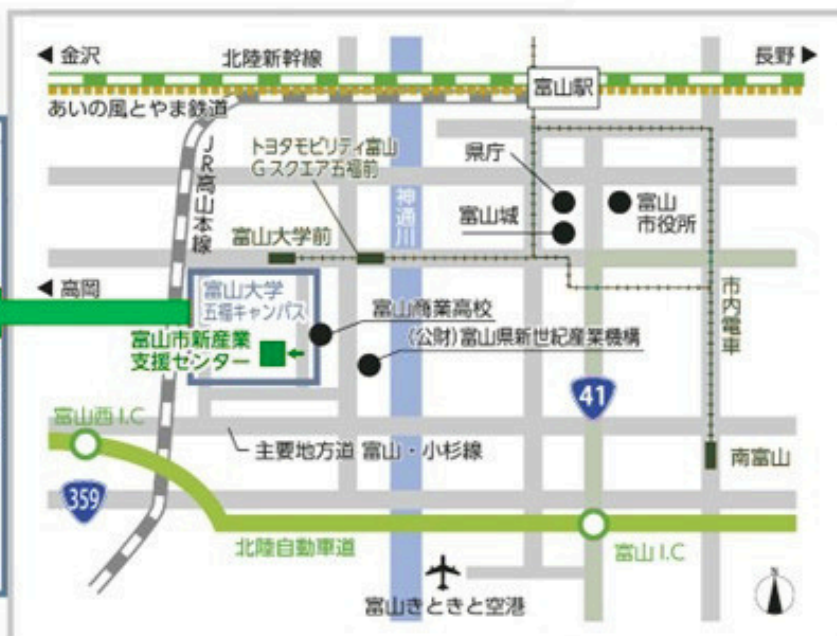 ◀ 金沢
北陸新幹線
長野 ▶
富山駅
あいの風とやま鉄道
JR高山本線
トヨタモビリティ富山
Gスクエア五福前
神通川
県庁
富山城
富山
市役所
富山大学前
◀ 高岡
富山大学
五福キャンパス
富山商業高校
(公財)富山県新世紀産業機構
市内電車
富山市新産業
支援センター
41
富山西 I.C
主要地方道 富山・小杉線
南富山
359
北陸自動車道
富山 I.C
富山きときと空港
N